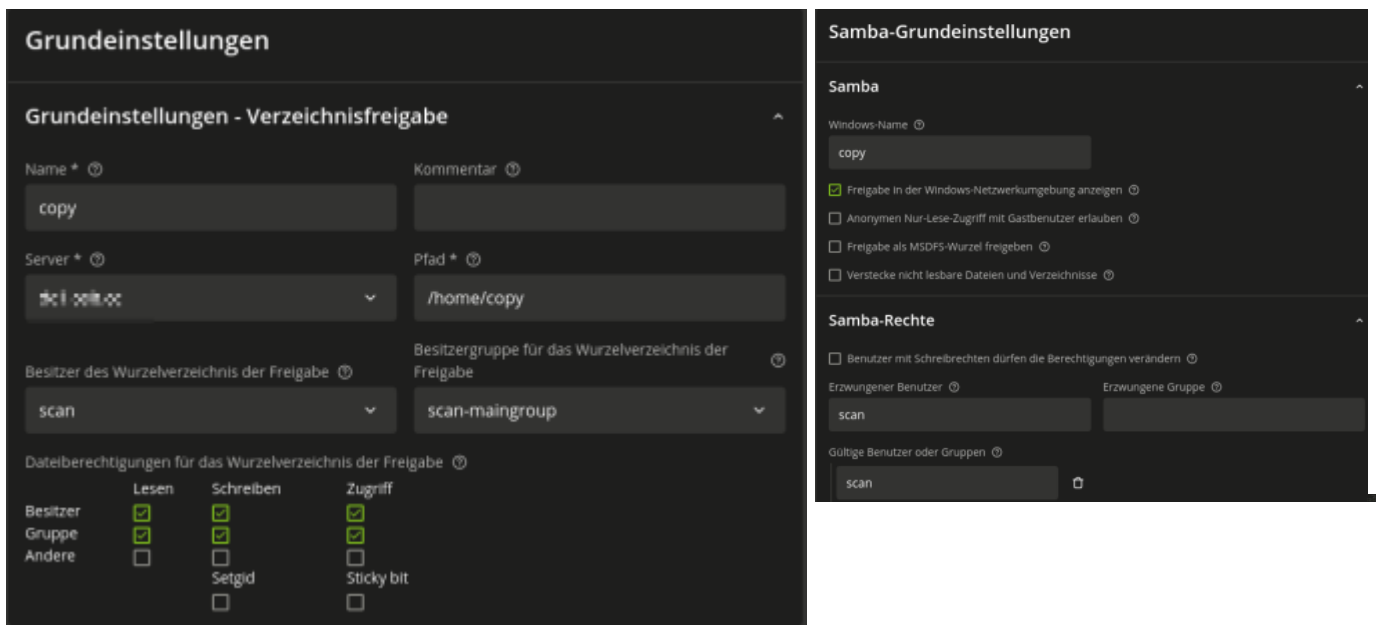 Grundeinstellungen
Grundeinstellungen - Verzeichnisfreigabe
Name * Kommentar
copy
Server * Pfad *
/home/copy
Besitzer des Wurzelverzeichnis der Freigabe
Besitzergruppe für das Wurzelverzeichnis der Freigabe
scan scan-maingroup
Dateiberechtigungen für das Wurzelverzeichnis der Freigabe
Lesen Schreiben Zugriff
Besitzer
Gruppe
Andere
Setgid Sticky bit
Samba-Grundeinstellungen
Samba
Windows-Name
copy
Freigabe in der Windows-Netzwerkumgebung anzeigen
Anonymen Nur-Lese-Zugriff mit Gastbenutzer erlauben
Freigabe als MSDFS-Wurzel freigeben
Verstecke nicht lesbare Dateien und Verzeichnisse
Samba-Rechte
Benutzer mit Schreibrechten dürfen die Berechtigungen verändern
Erzwungener Benutzer Erzwungene Gruppe
scan
Gültige Benutzer oder Gruppen
scan